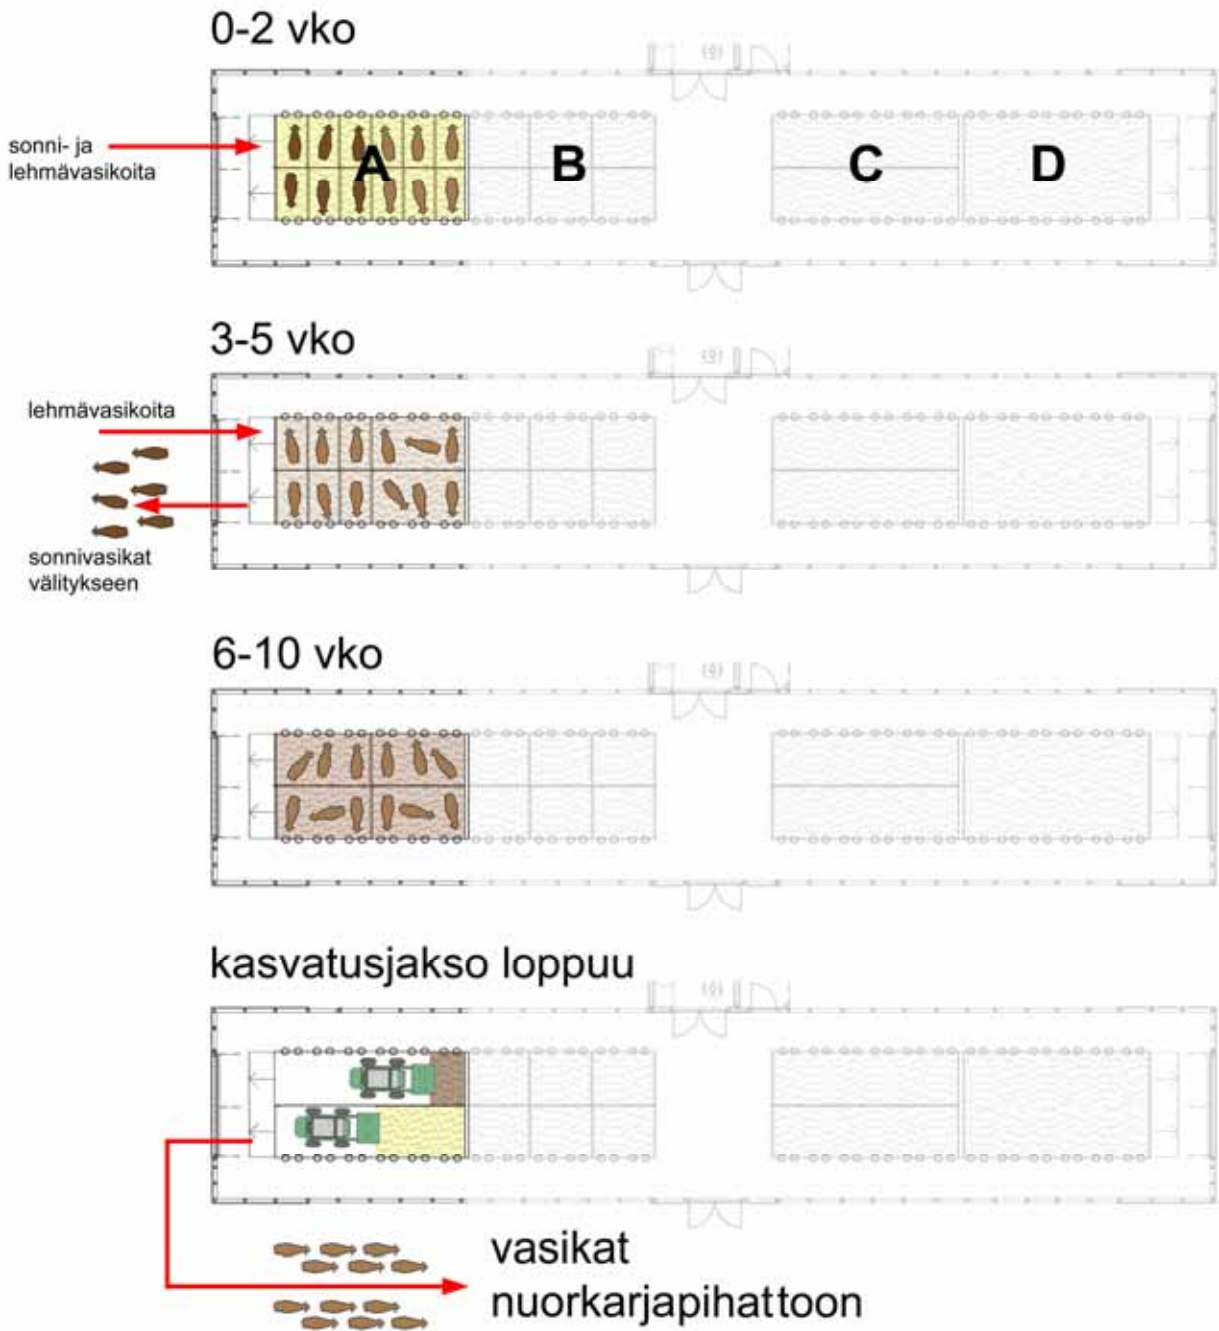 0-2 vko
sonni- ja
lehmävasikoita
A B C D
3-5 vko
lehmävasikoita
sonnivasikat
välitykseen
6-10 vko
kasvatusjakso loppuu
vasikat
nuorkarjapihattoon